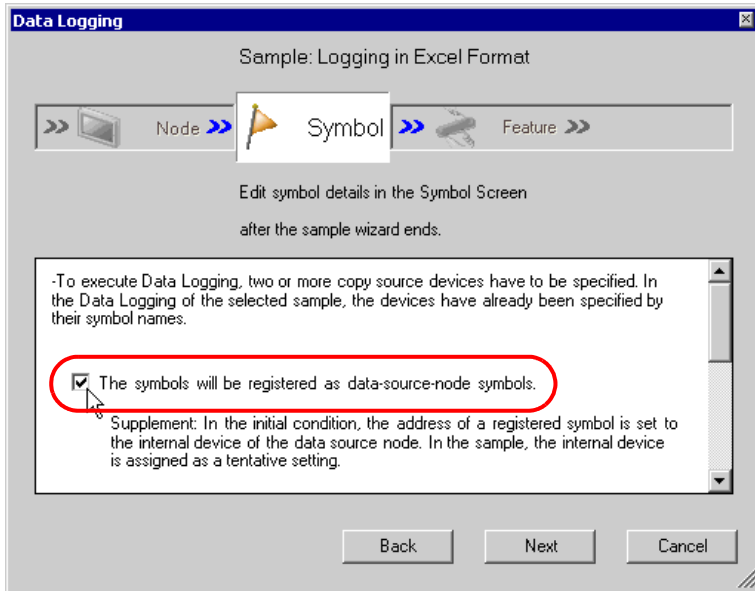 Data Logging
Sample: Logging in Excel Format
Node
Symbol
Feature
Edit symbol details in the Symbol Screen
after the sample wizard ends.
-To execute Data Logging, two or more copy source devices have to be specified. In
the Data Logging of the selected sample, the devices have already been specified by
their symbol names.
The symbols will be registered as data-source-node symbols.
Supplement: In the initial condition, the address of a registered symbol is set to
the internal device of the data source node. In the sample, the internal device
is assigned as a tentative setting.
Back
Next
Cancel